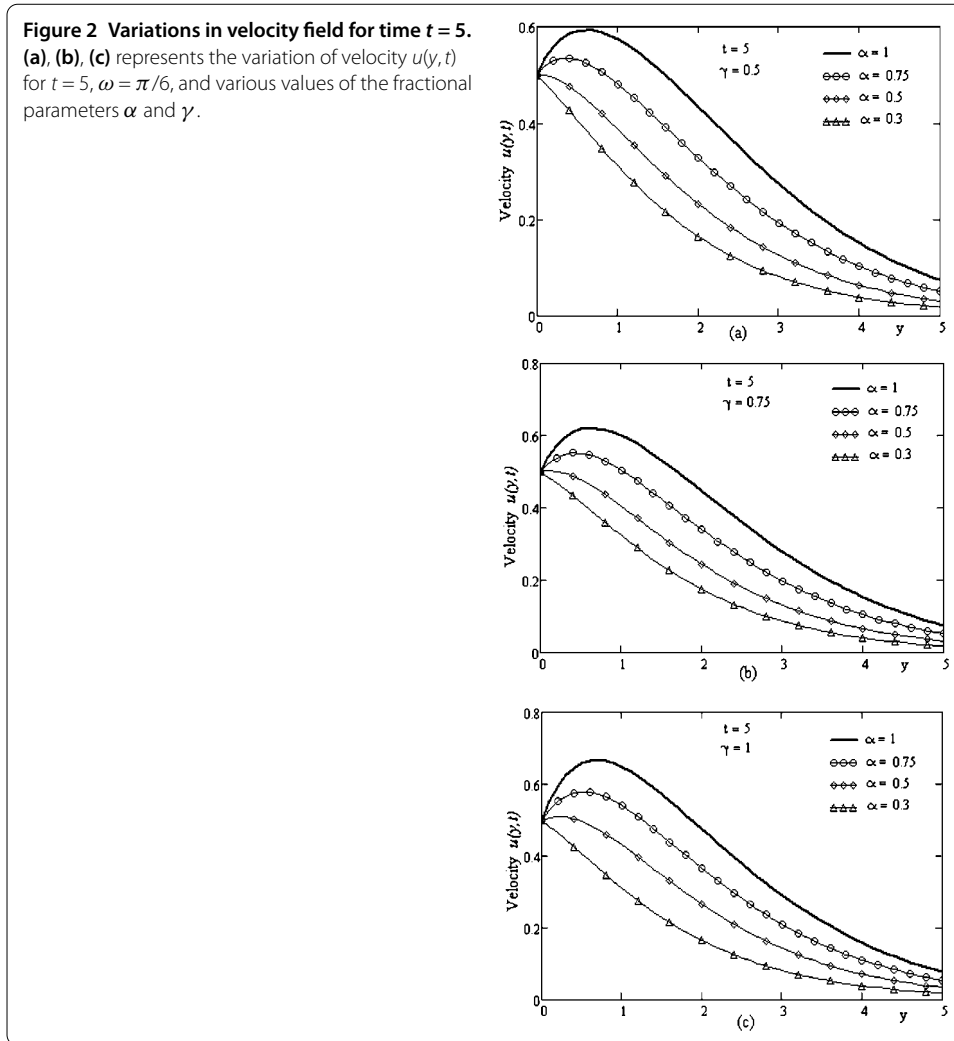 Figure 2 Variations in velocity field for time t = 5.
(a), (b), (c) represents the variation of velocity u(y, t)
for t = 5, ω = π/6, and various values of the fractional
parameters α and γ.
0.6
0.4
0.2
0
Velocity u(y,t)
t = 5
γ = 0.5
α = 1
α = 0.75
α = 0.5
α = 0.3
0 1 2 3 4 5
(a) y
0.8
0.6
0.4
0.2
0
Velocity u(y,t)
t = 5
γ = 0.75
α = 1
α = 0.75
α = 0.5
α = 0.3
0 1 2 3 4 5
(b) y
0.8
0.6
0.4
0.2
0
Velocity u(y,t)
t = 5
γ = 1
α = 1
α = 0.75
α = 0.5
α = 0.3
0 1 2 3 4 5
(c) y